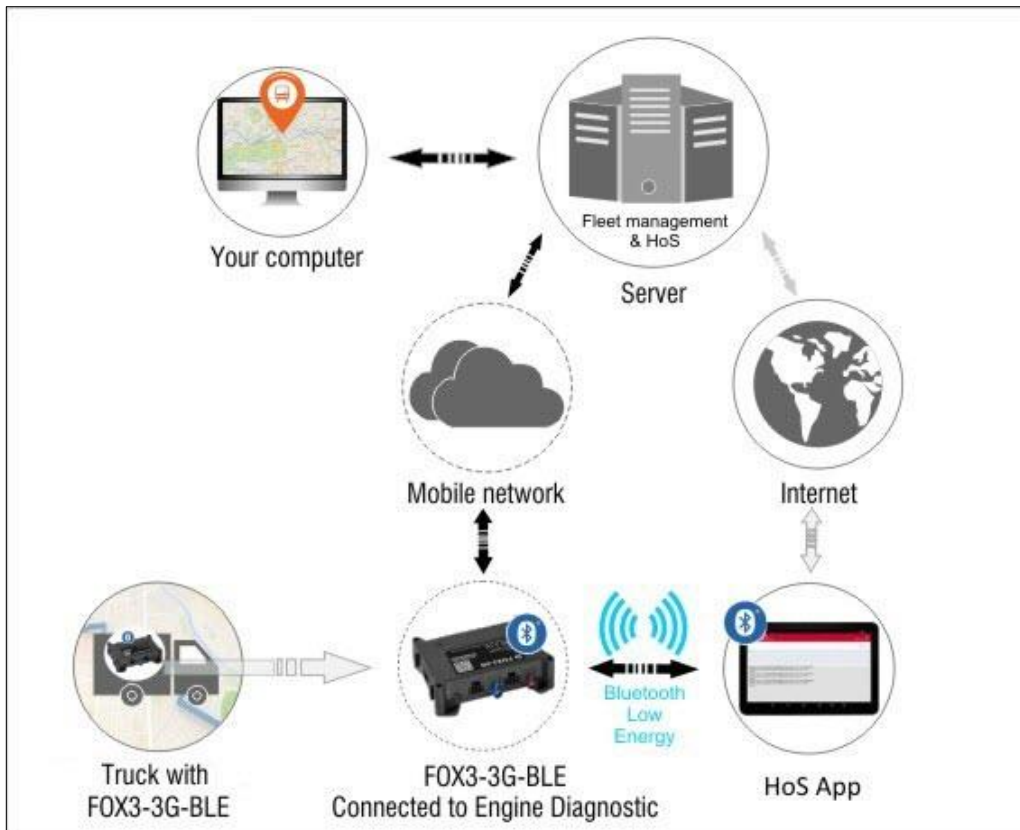 Fleet management
& HoS
Your computer
Server
Mobile network
Internet
Bluetooth
Low
Energy
Truck with
FOX3-3G-BLE
FOX3-3G-BLE
Connected to Engine Diagnostic
HoS App